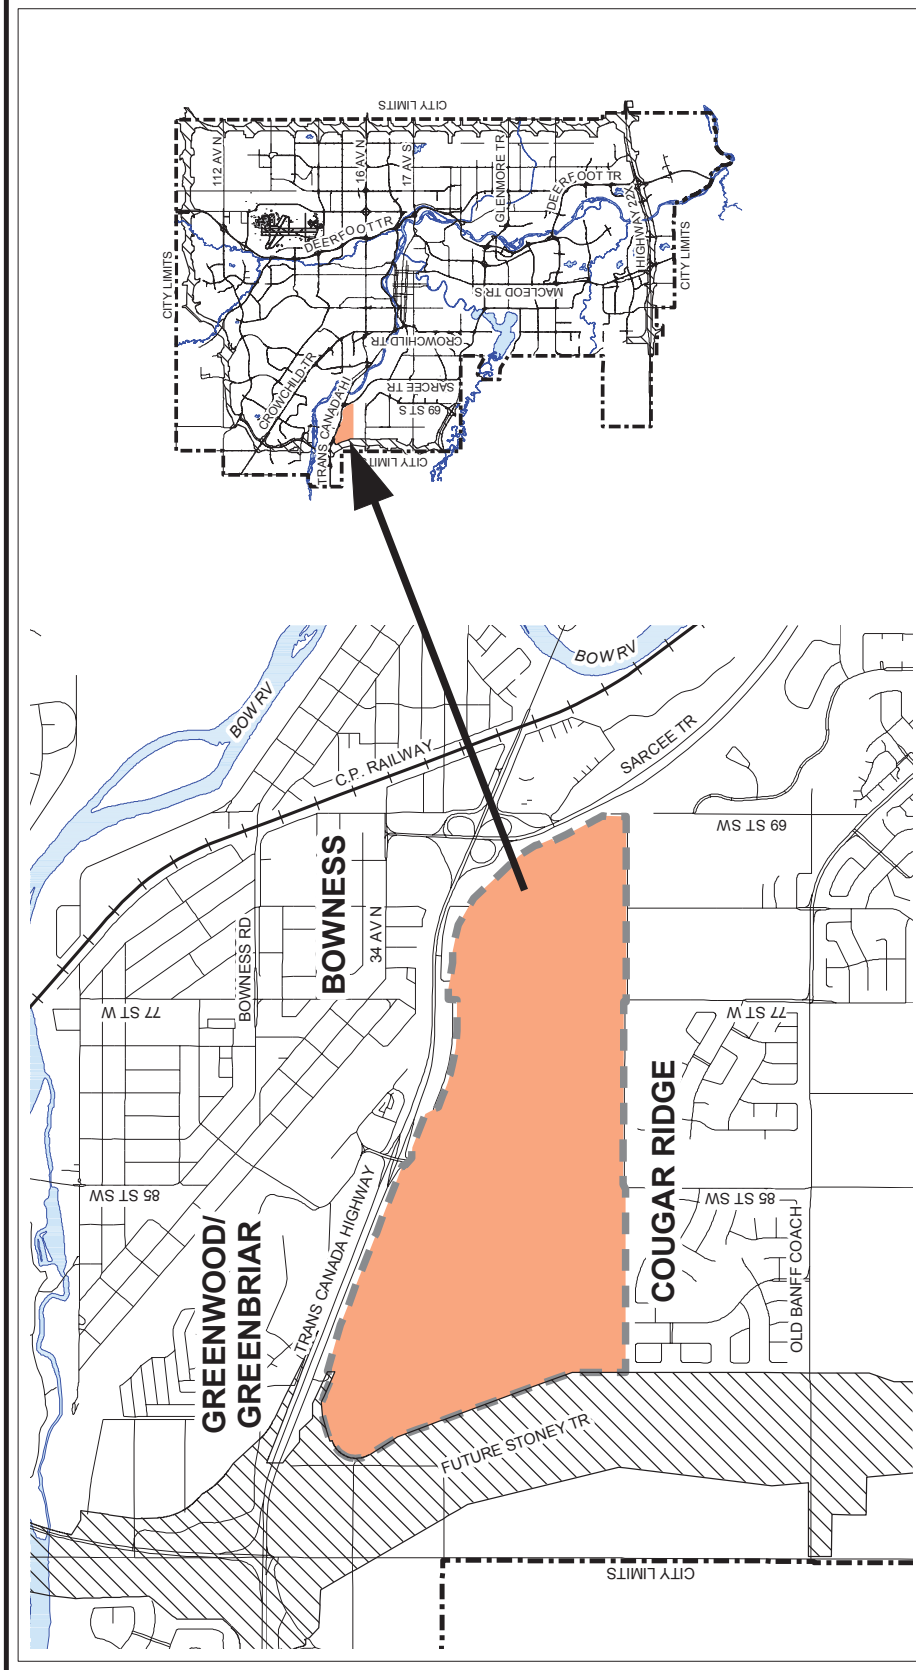 CITY LIMITS
112 AV N
16 AV N
17 AV S
GLENMORE TR
DEERFOOT TR
DEERFOOT TR
HIGHWAY 22X
CITY LIMITS
CITY LIMITS
MACLEOD TR S
CROWCHILD TR
CROWCHILD TR
SARCEE TR
69 ST S
TRANS CANADA HI
CITY LIMITS
BOW RV
BOW RV
C.P. RAILWAY
SARCEE TR
69 ST SW
BOWNESS
34 AV N
BOWNESS RD
77 ST W
77 ST W
COUGAR RIDGE
85 ST SW
85 ST SW
TRANS CANADA HIGHWAY
GREENWOOD/
GREENBRIAR
OLD BANFF COACH
FUTURE STONEY TR
CITY LIMITS